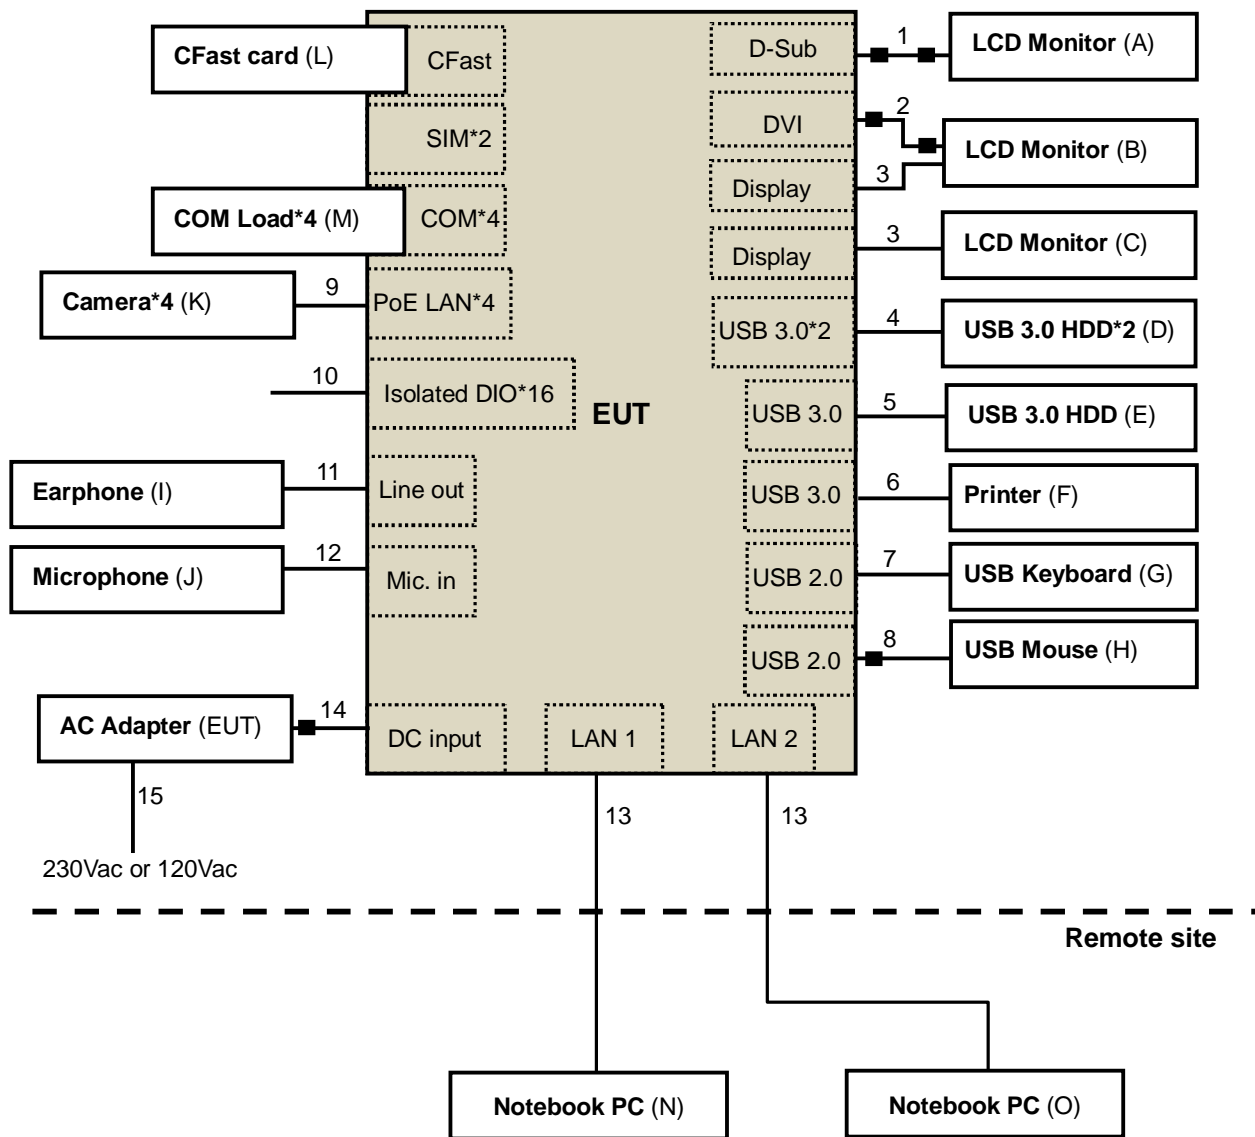 CFast card (L)
CFast
D-Sub
1
LCD Monitor (A)
SIM*2
DVI
2
LCD Monitor (B)
Display
3
COM Load*4 (M)
COM*4
Display
3
LCD Monitor (C)
Camera*4 (K)
9
PoE LAN*4
USB 3.0*2
4
USB 3.0 HDD*2 (D)
10
Isolated DIO*16
EUT
USB 3.0
5
USB 3.0 HDD (E)
Earphone (I)
11
Line out
USB 3.0
6
Printer (F)
Microphone (J)
12
Mic. in
USB 2.0
7
USB Keyboard (G)
USB 2.0
8
USB Mouse (H)
AC Adapter (EUT)
14
DC input
LAN 1
LAN 2
15
13
13
230Vac or 120Vac
Remote site
Notebook PC (N)
Notebook PC (O)